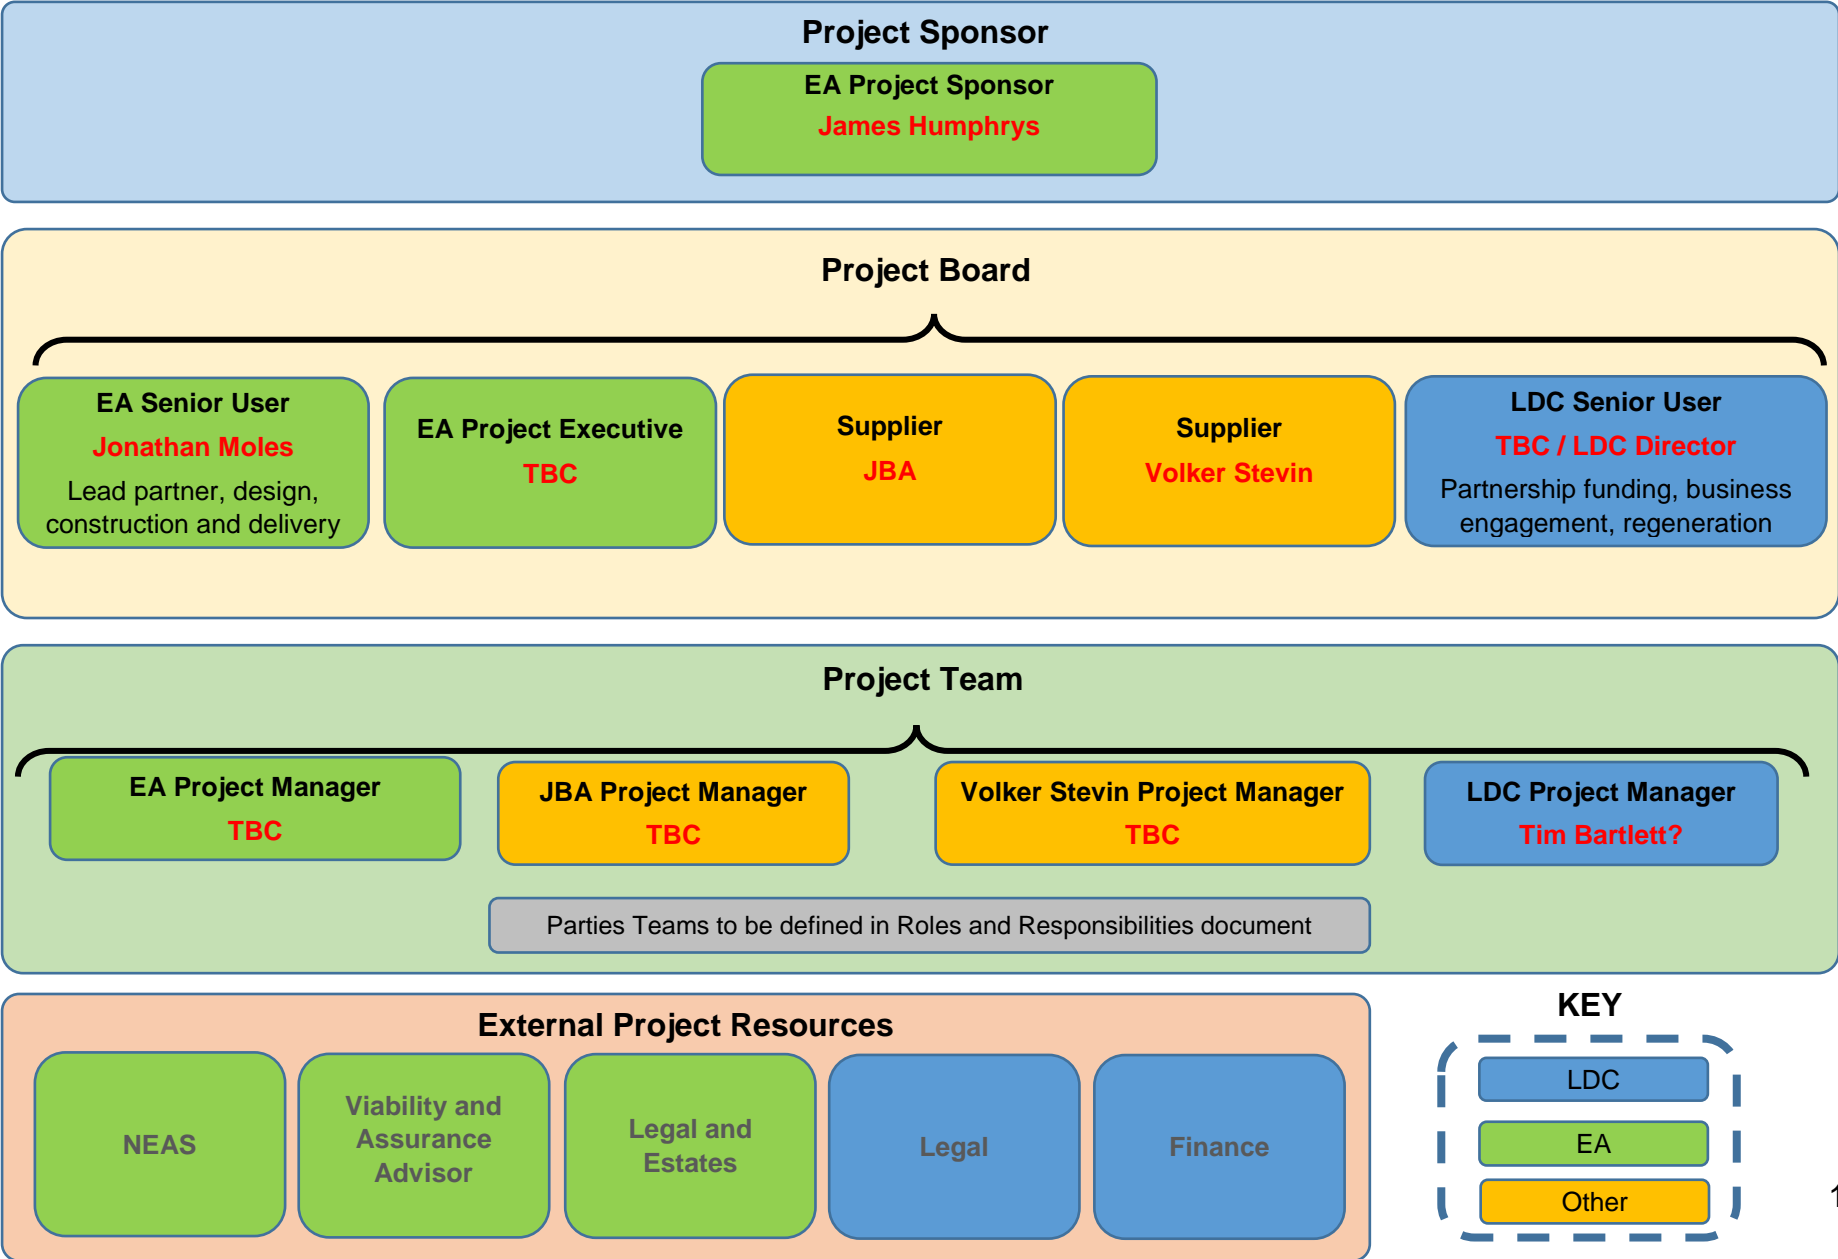 Project Sponsor
EA Project Sponsor
James Humphrys
Project Board
EA Senior User
Jonathan Moles
Lead partner, design,
construction and delivery
EA Project Executive
TBC
Supplier
JBA
Supplier
Volker Stevin
LDC Senior User
TBC / LDC Director
Partnership funding, business
engagement, regeneration
Project Team
EA Project Manager
TBC
JBA Project Manager
TBC
Volker Stevin Project Manager
TBC
LDC Project Manager
Tim Bartlett?
Parties Teams to be defined in Roles and Responsibilities document
External Project Resources
NEAS
Viability and
Assurance
Advisor
Legal and
Estates
Legal
Finance
KEY
LDC
EA
Other